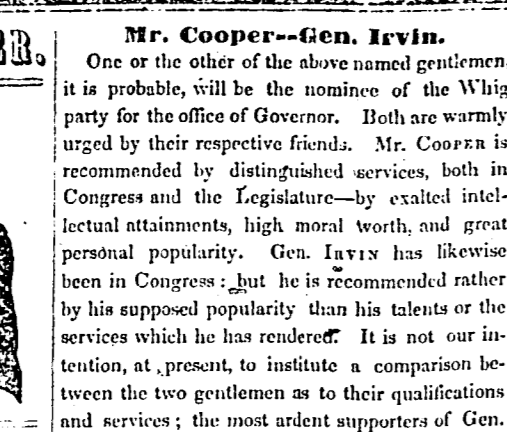 R.
Mr. Cooper--Gen. Irvin.
One or the other of the above named gentlemen
it is probable, will be the nominee of the Whig
party for the office of Governor. Both are warmly
urged by their respective friends. Mr. COOPER is
recommended by distinguished services, both in
Congress and the Legislature—by exalted intel-
lectual attainments, high moral worth, and great
personal popularity. Gen. IRVIN has likewise
been in Congress: but he is recommended rather
by his supposed popularity than his talents or the
services which he has rendered. It is not our in-
tention, at present, to institute a comparison be-
tween the two gentlemen as to their qualifications
and services; the most ardent supporters of Gen.